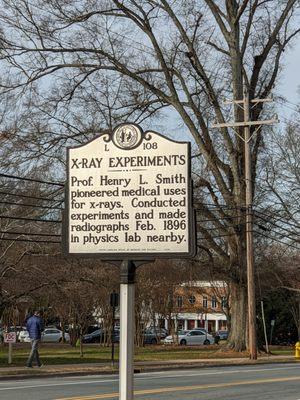 L 108
X-RAY EXPERIMENTS
Prof. Henry L. Smith
pioneered medical uses
for x-rays. Conducted
experiments and made
radiographs Feb. 1896
in physics lab nearby.